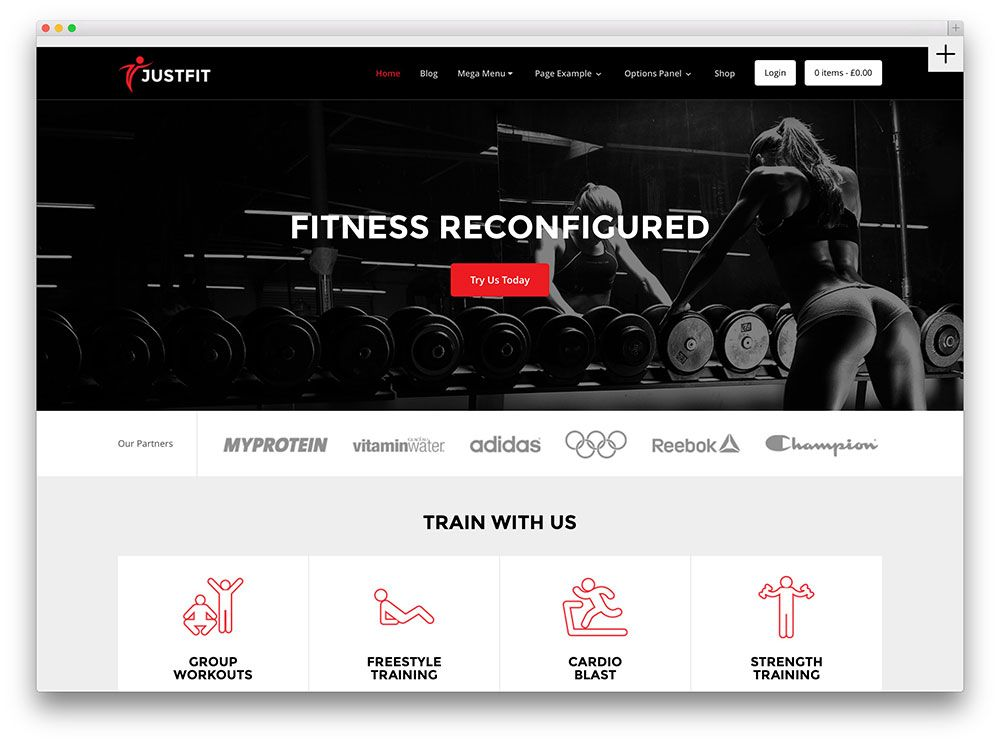 JUSTFIT
Home Blog Mega Menu Page Example Options Panel Shop Login 0 items - £0.00
FITNESS RECONFIGURED
Try Us Today
Our Partners
MYPROTEIN
vitaminwater
adidas
Reebok
Champion
TRAIN WITH US
GROUP
WORKOUTS
FREESTYLE
TRAINING
CARDIO
BLAST
STRENGTH
TRAINING